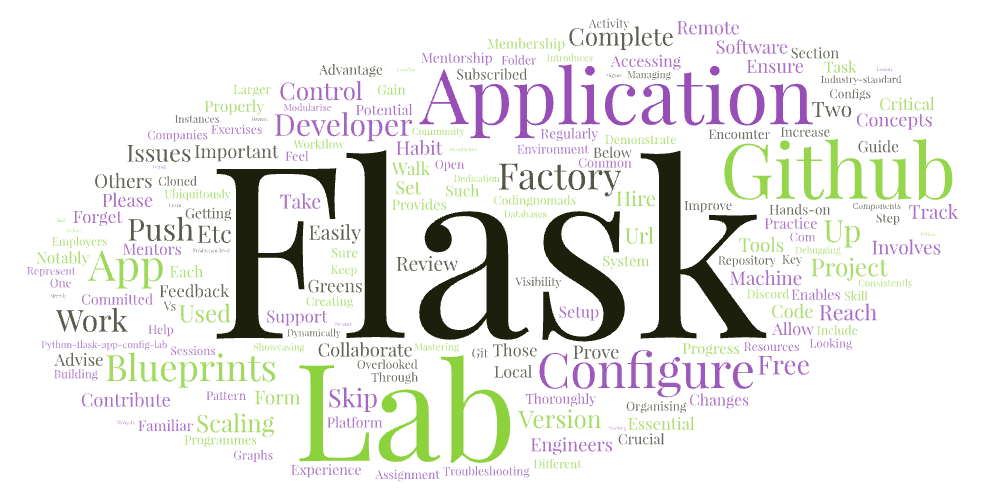 Activity
Membership
Complete
Remote
Mentorship
Folder
Introduces
Software
Section
Advantage
Subscribed
Managing
Accessing
Ensure
Task
Industry-standard
Larger
Control
Gain
Application
Two
Configs
Critical
Properly
Modularise
Potential
Concepts
Instances
Developer
Community
Regularly
Demonstrate
Encounter
Increase
Companies
Exercises
Workflow
Habit
Environment
Below
Guide
Issues
Important
Feel
Open
Common
Github
Others
Cloned
Walk
Factory
Ubiquitously
Set
Such
Dedication
Hire
Please
Take
Provides
Codingnomads
Improve
Components
Forget
Getting
Databases
Hands-on
Step
Track
Push
Etc
Flask
Easily
Url
Practice
Com
Up
Employers
Mentors
Sure
Tools
Debugging
Involves
Notably
App
Each
Keep
Review
System
Repository
Key
Project
Represent
Greens
Visibility
Machine
Consistently
One
Committed
Feedback
Vs
Creating
Discord
Enables
Skill
Used
Support
Setup
Code
Reach
Work
Help
Dynamically
Allow
Include
Python-flask-app-config-lab
Sessions
Showcasing
Collaborate
Mastering
Git
Those
Prove
Progress
Resources
Looking
Advise
Building
Blueprints
Overlooked
Through
Local
Configure
Free
Lab
Contribute
Pattern
Form
Skip
Thoroughly
Organising
Changes
Familiar
Scaling
Platform
Version
Essential
Programmes
Engineers
Crucial
Graphs
Experience
Assignment
Troubleshooting
Different